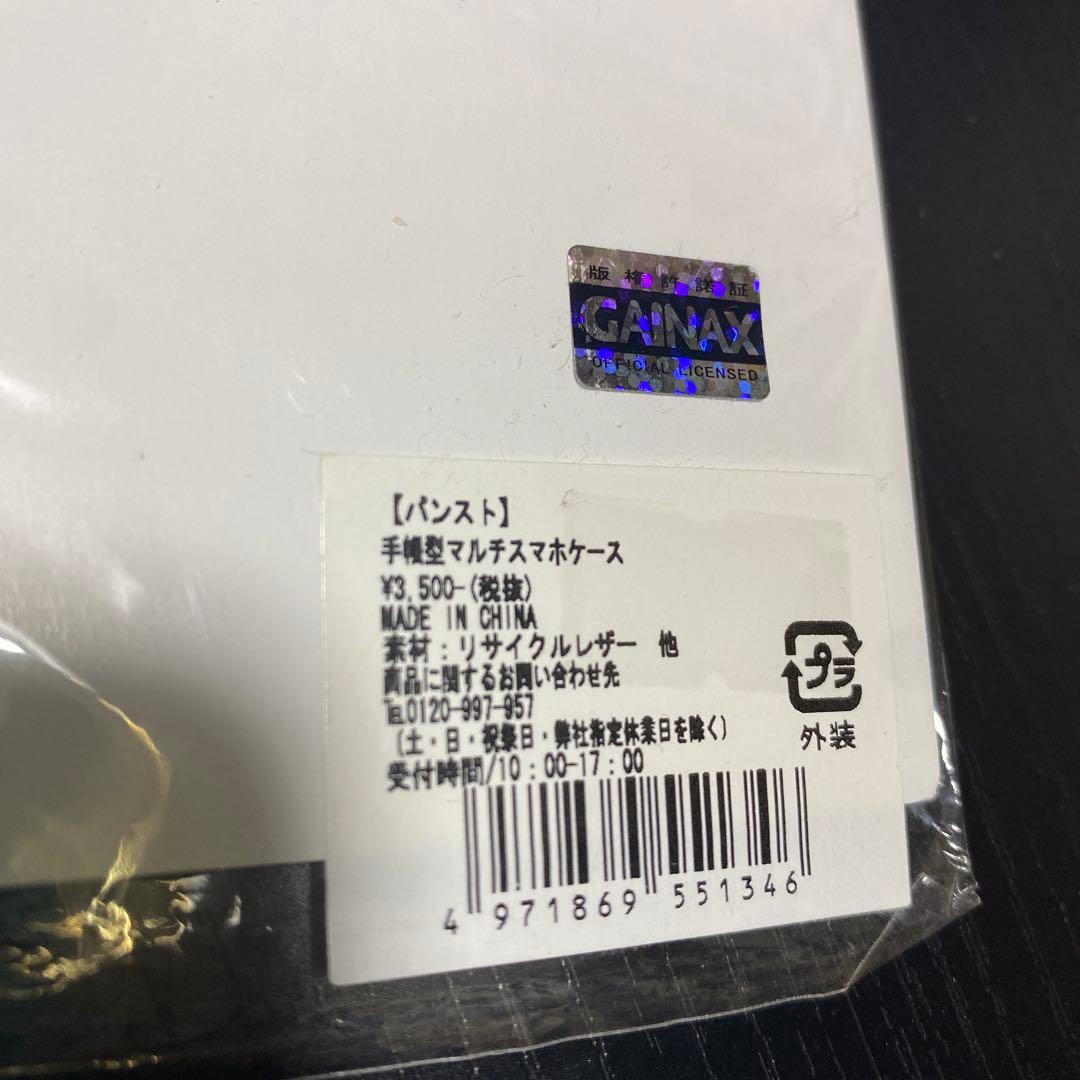 版権許諾証
GAINAX
OFFICIAL LICENSED
【パンスト】
手帳型マルチスマホケース
¥3,500-(税抜)
MADE IN CHINA
素材：リサイクルレザー 他
商品に関するお問い合わせ先
℡0120-997-957
(土・日・祝祭日・弊社指定休業日を除く)
受付時間/10：00-17：00
プラ
外装
4 971869 551346